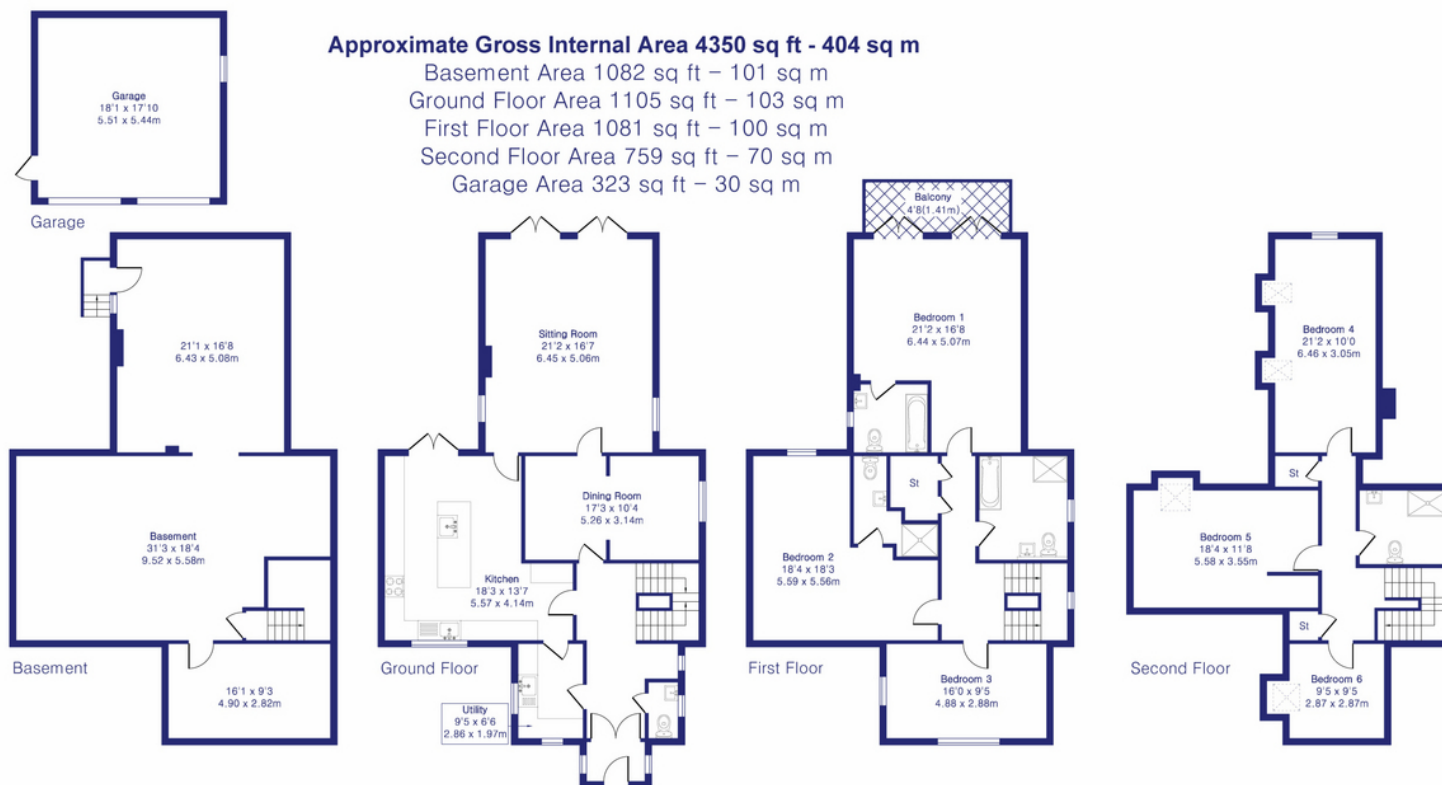 Approximate Gross Internal Area 4350 sq ft - 404 sq m
Basement Area 1082 sq ft – 101 sq m
Ground Floor Area 1105 sq ft – 103 sq m
First Floor Area 1081 sq ft – 100 sq m
Second Floor Area 759 sq ft – 70 sq m
Garage Area 323 sq ft – 30 sq m
Garage
18'1 x 17'10
5.51 x 5.44m
Garage
21'1 x 16'8
6.43 x 5.08m
Basement
31'3 x 18'4
9.52 x 5.58m
Basement
16'1 x 9'3
4.90 x 2.82m
Sitting Room
21'2 x 16'7
6.45 x 5.06m
Dining Room
17'3 x 10'4
5.26 x 3.14m
Kitchen
18'3 x 13'7
5.57 x 4.14m
Ground Floor
Utility
9'5 x 6'6
2.86 x 1.97m
Balcony
4'8(1.41m)
Bedroom 1
21'2 x 16'8
6.44 x 5.07m
St
Bedroom 2
18'4 x 18'3
5.59 x 5.56m
First Floor
Bedroom 3
16'0 x 9'5
4.88 x 2.88m
Bedroom 4
21'2 x 10'0
6.46 x 3.05m
St
Bedroom 5
18'4 x 11'8
5.58 x 3.55m
St
Second Floor
Bedroom 6
9'5 x 9'5
2.87 x 2.87m